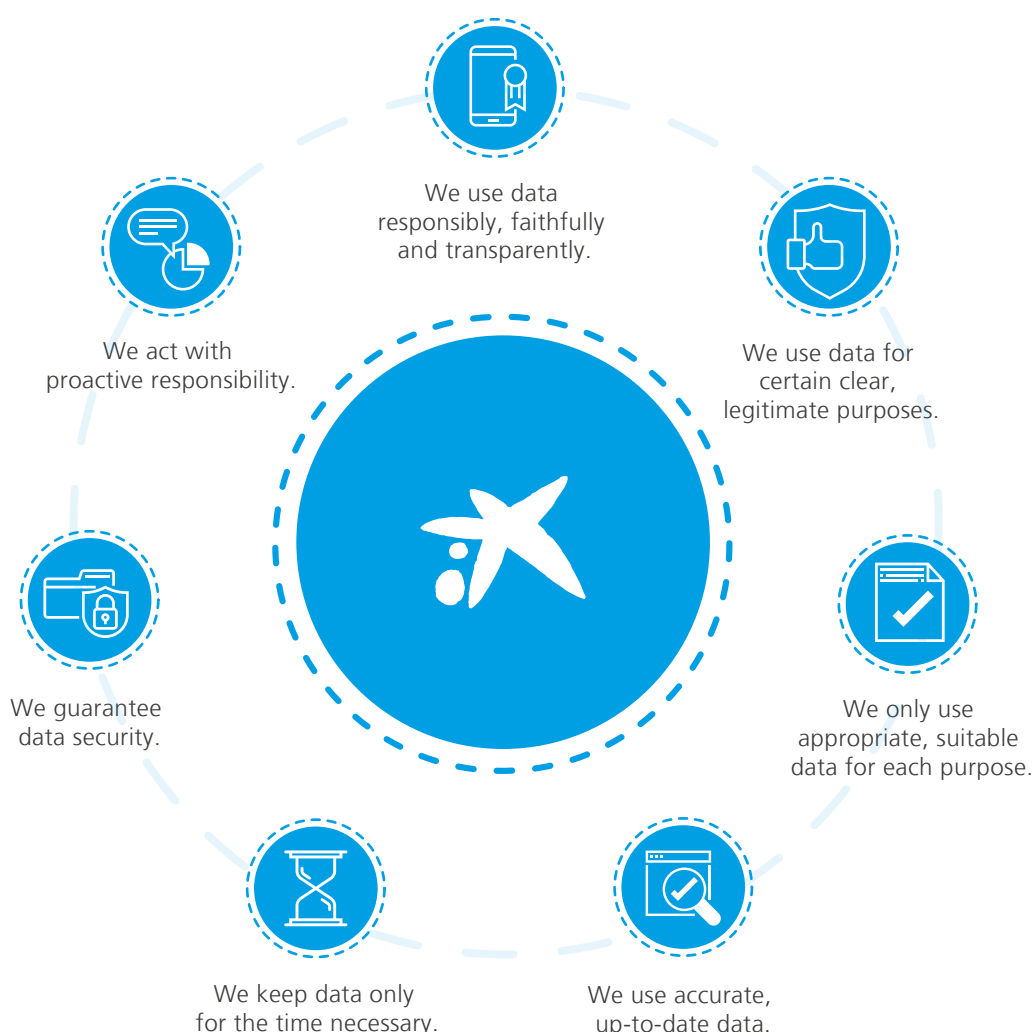 We use data
responsibly, faithfully
and transparently.
We use data for
certain clear,
legitimate purposes.
We only use
appropriate, suitable
data for each purpose.
We use accurate,
up-to-date data.
We keep data only
for the time necessary.
We guarantee
data security.
We act with
proactive responsibility.